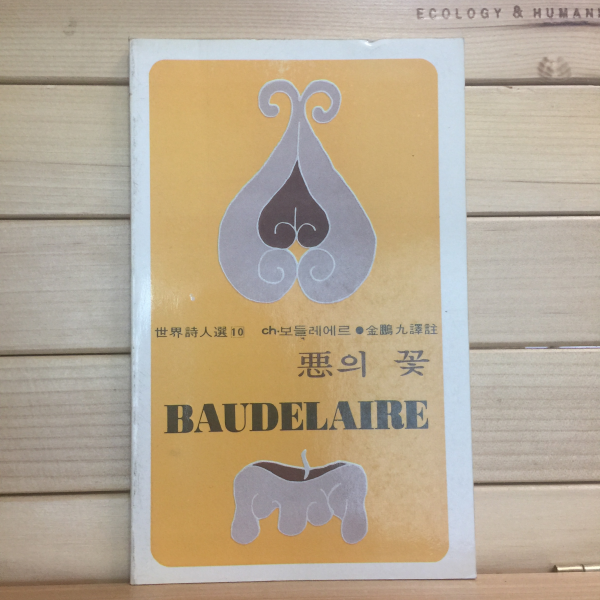 ECOLOGY & HUMAN
世界詩人選 10 ch·보들레에르 ● 金鵬九譯註
悪의 꽃
BAUDELAIRE